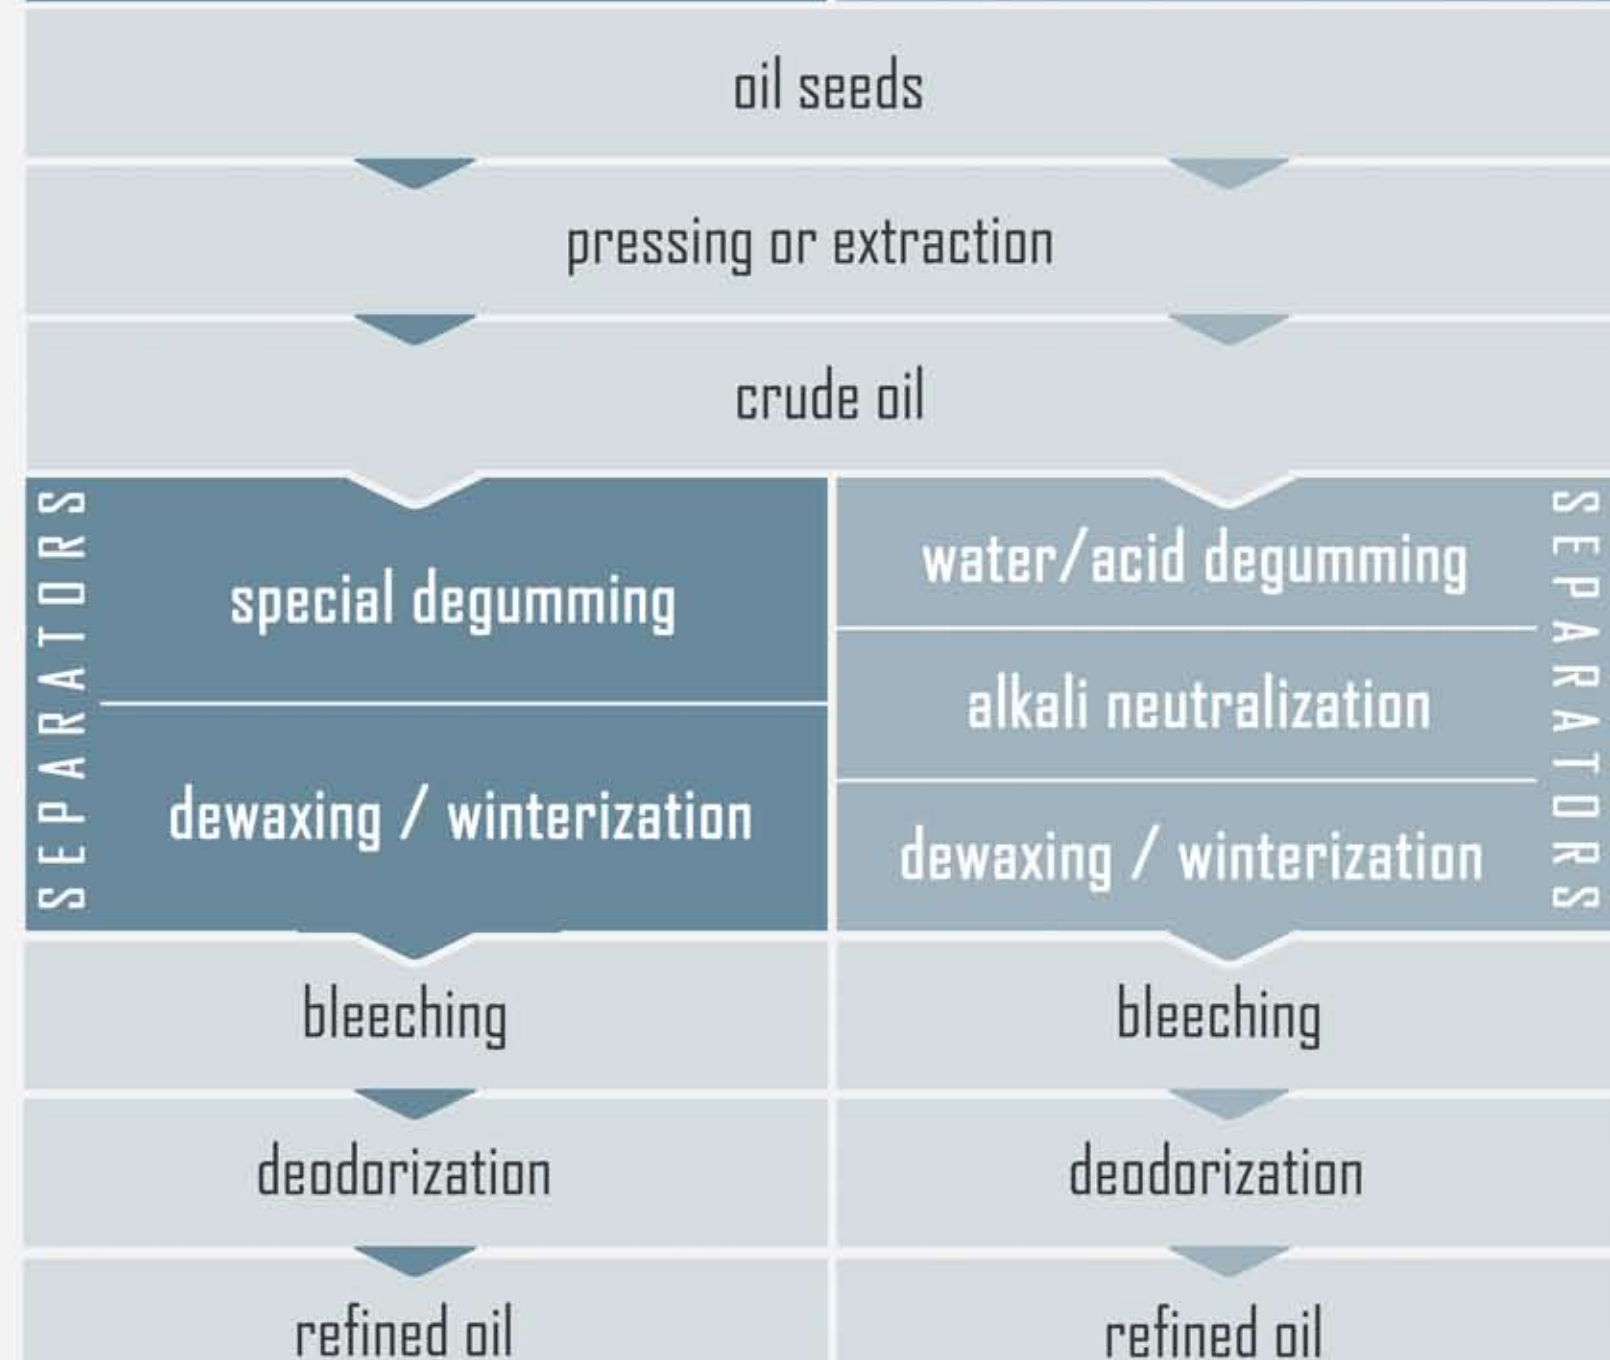 oil seeds
pressing or extraction
crude oil
SEPARATORS
special degumming
dewaxing / winterization
water/acid degumming
alkali neutralization
dewaxing / winterization
SEPARATORS
bleeching
bleeching
deodorization
deodorization
refined oil
refined oil